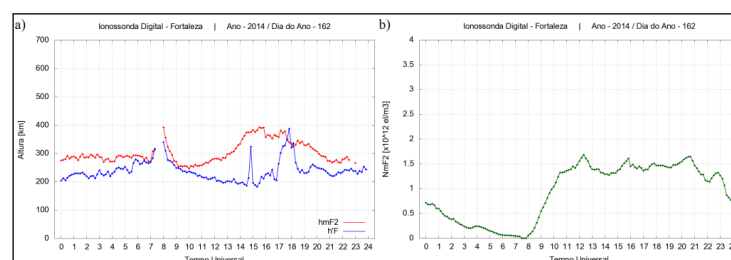 a)
Ionossonda Digital - Fortaleza | Ano - 2014 / Dia do Ano - 162
700
600
500
400
300
200
100
0
Altura [km]
hmF2
h'F
0 1 2 3 4 5 6 7 8 9 10 11 12 13 14 15 16 17 18 19 20 21 22 23 24
Tempo Universal
b)
Ionossonda Digital - Fortaleza | Ano - 2014 / Dia do Ano - 162
4
3.5
3
2.5
2
1.5
1
0.5
0
NmF2 [x10^12 el/m3]
0 1 2 3 4 5 6 7 8 9 10 11 12 13 14 15 16 17 18 19 20 21 22 23 24
Tempo Universal